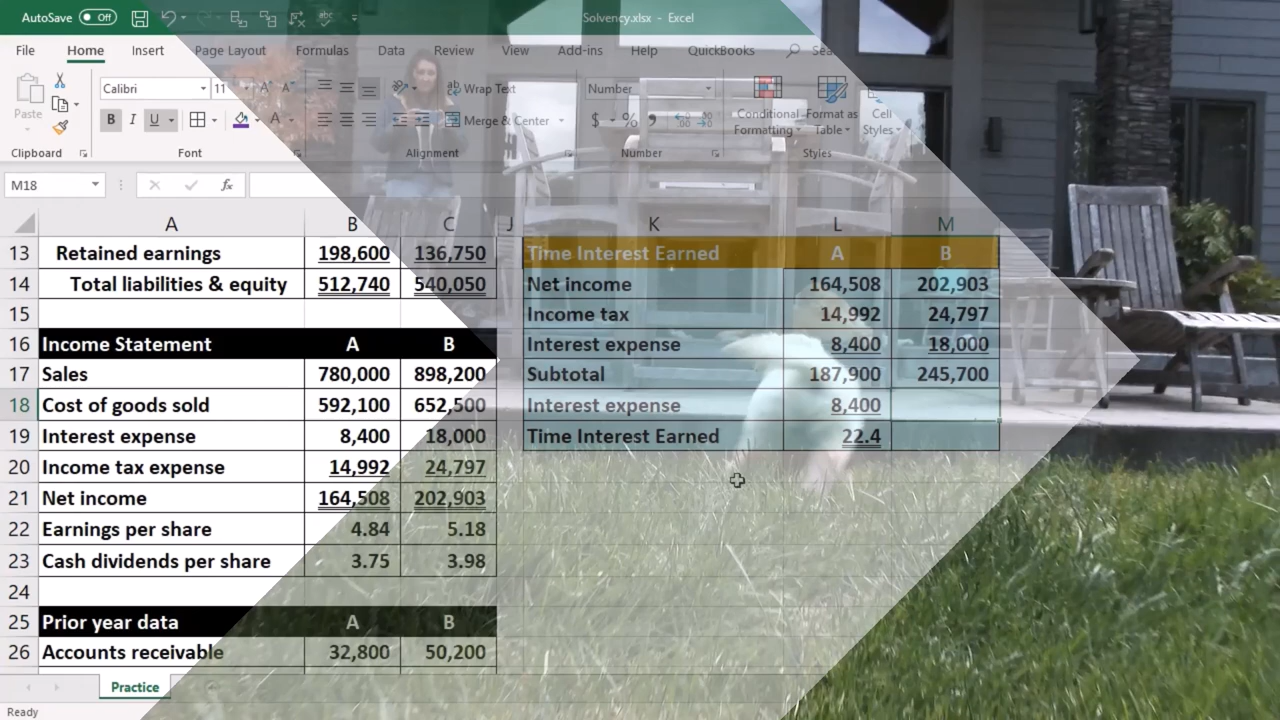 AutoSave Off Solvency.xlsx - Excel
File Home Insert Page Layout Formulas Data Review View Add-ins Help QuickBooks
Paste Calibri 11 Wrap Text Number Conditional Format as Cell
B I U Merge & Center $ % Formatting Table Styles
Clipboard Font Alignment Number Styles
M18 fx
A B C J K L M
13 Retained earnings 198,600 136,750 Time Interest Earned A B
14 Total liabilities & equity 512,740 540,050 Net income 164,508 202,903
15 Income tax 14,992 24,797
16 Income Statement A B Interest expense 8,400 18,000
17 Sales 780,000 898,200 Subtotal 187,900 245,700
18 Cost of goods sold 592,100 652,500 Interest expense 8,400
19 Interest expense 8,400 18,000 Time Interest Earned 22.4
20 Income tax expense 14,992 24,797
21 Net income 164,508 202,903
22 Earnings per share 4.84 5.18
23 Cash dividends per share 3.75 3.98
24
25 Prior year data A B
26 Accounts receivable 32,800 50,200
Practice
Ready